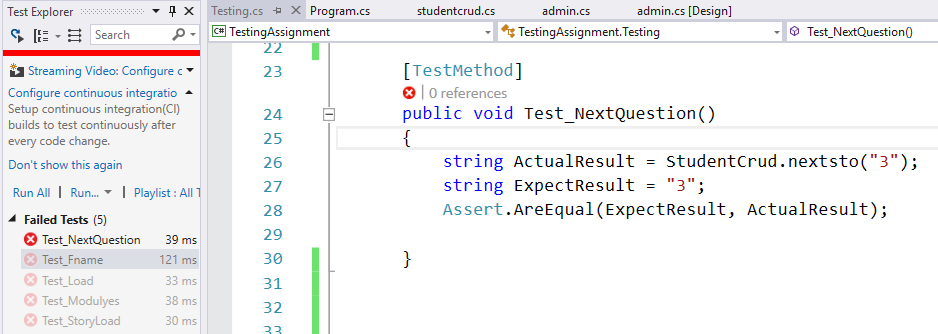 Test Explorer
Search
Streaming Video: Configure c
Configure continuous integratio
Setup continuous integration(CI)
builds to test continuously after
every code change.
Don't show this again
Run All | Run... | Playlist : All T
Failed Tests (5)
Test_NextQuestion 39 ms
Test_Fname 121 ms
Test_Load 33 ms
Test_Modulyes 38 ms
Test_StoryLoad 30 ms
Testing.cs Program.cs studentcrud.cs admin.cs admin.cs [Design]
C# TestingAssignment TestingAssignment.Testing Test_NextQuestion()
22
23 [TestMethod]
| 0 references
24 public void Test_NextQuestion()
25 {
26 string ActualResult = StudentCrud.nextsto("3");
27 string ExpectResult = "3";
28 Assert.AreEqual(ExpectResult, ActualResult);
29
30 }
31
32
33